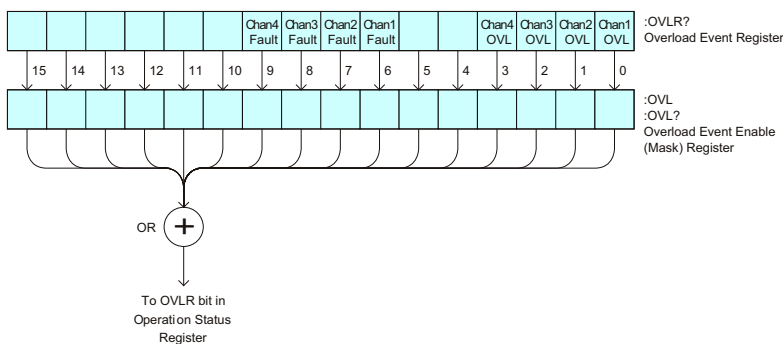 Chan4 Fault
Chan3 Fault
Chan2 Fault
Chan1 Fault
Chan4 OVL
Chan3 OVL
Chan2 OVL
Chan1 OVL
:OVLR?
Overload Event Register
15 14 13 12 11 10 9 8 7 6 5 4 3 2 1 0
:OVL
:OVL?
Overload Event Enable
(Mask) Register
OR +
To OVLR bit in
Operation Status
Register